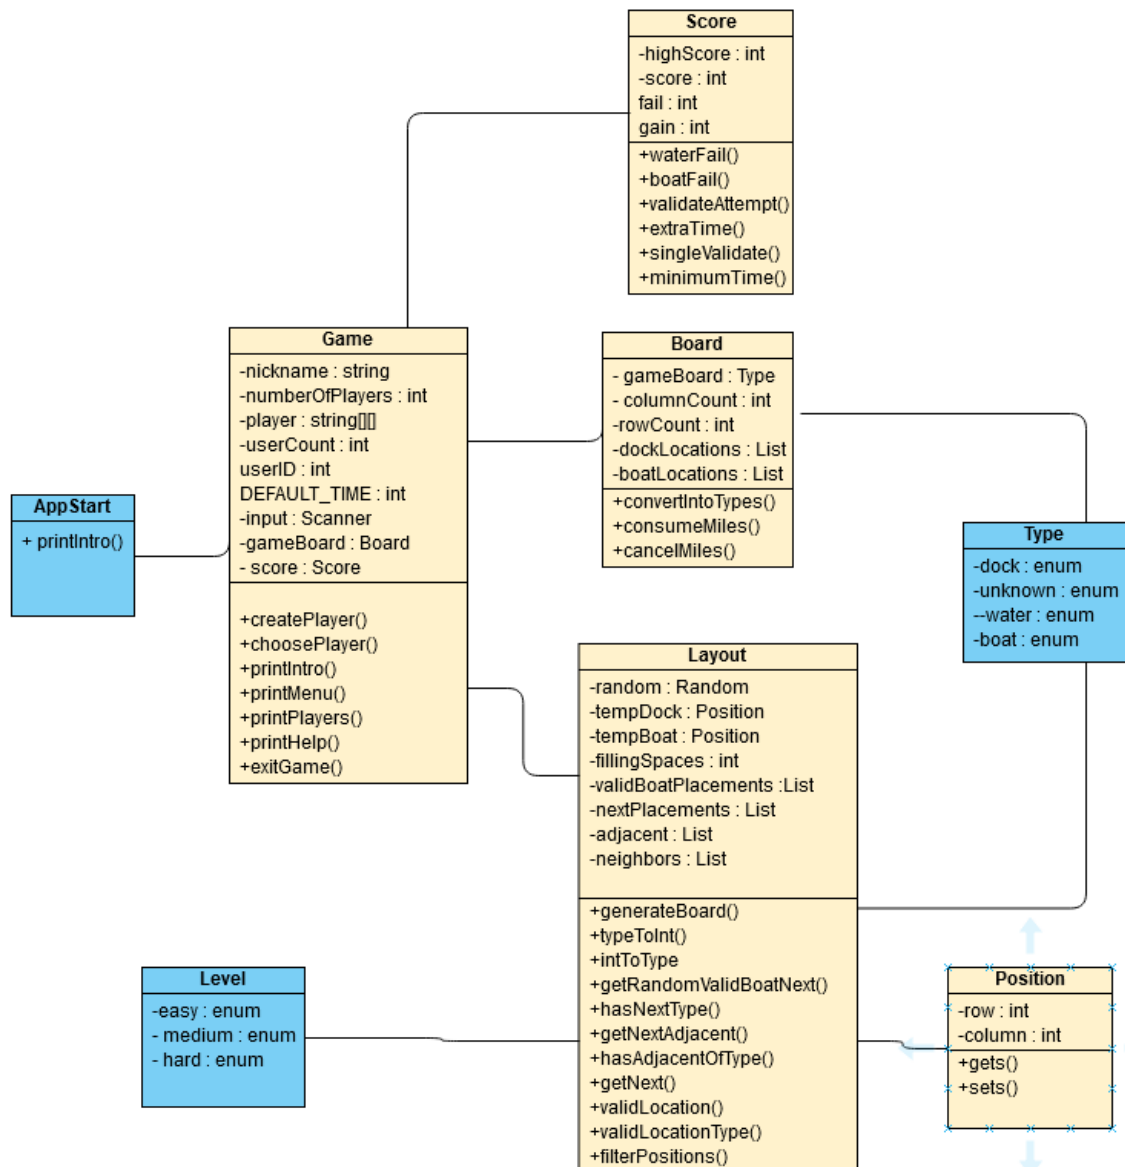 Score
-highScore : int
-score : int
fail : int
gain : int
+waterFail()
+boatFail()
+validateAttempt()
+extraTime()
+singleValidate()
+minimumTime()
Game
-nickname : string
-numberOfPlayers : int
-player : string[][]
-userCount : int
userID : int
DEFAULT_TIME : int
-input : Scanner
-gameBoard : Board
- score : Score
+createPlayer()
+choosePlayer()
+printIntro()
+printMenu()
+printPlayers()
+printHelp()
+exitGame()
Board
- gameBoard : Type
- columnCount : int
-rowCount : int
-dockLocations : List
-boatLocations : List
+convertIntoTypes()
+consumeMiles()
+cancelMiles()
AppStart
+ printIntro()
Type
-dock : enum
-unknown : enum
--water : enum
-boat : enum
Layout
-random : Random
-tempDock : Position
-tempBoat : Position
-fillingSpaces : int
-validBoatPlacements :List
-nextPlacements : List
-adjacent : List
-neighbors : List
+generateBoard()
+typeToInt()
+intToType
+getRandomValidBoatNext()
+hasNextType()
+getNextAdjacent()
+hasAdjacentOfType()
+getNext()
+validLocation()
+validLocationType()
+filterPositions()
Level
-easy : enum
- medium : enum
- hard : enum
Position
-row : int
-column : int
+gets()
+sets()